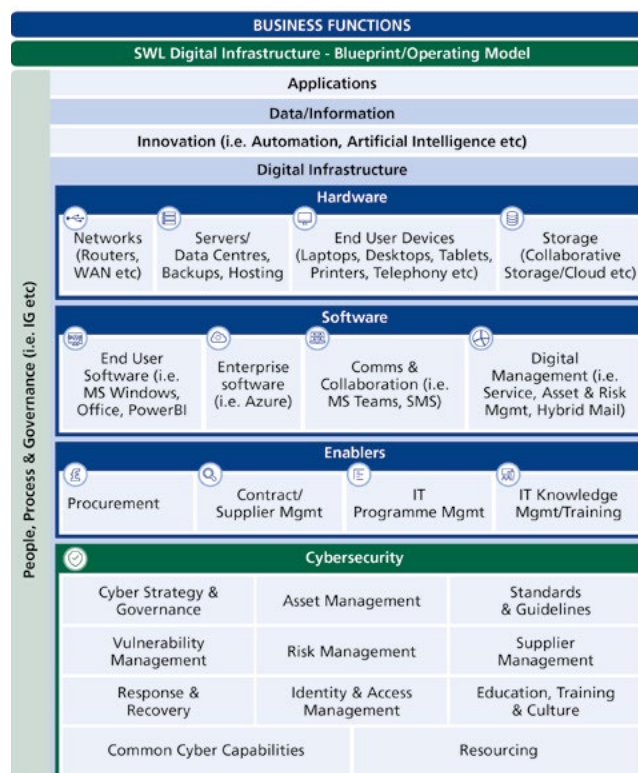 BUSINESS FUNCTIONS
SWL Digital Infrastructure - Blueprint/Operating Model
People, Process & Governance (i.e. IG etc)
Applications
Data/Information
Innovation (i.e. Automation, Artificial Intelligence etc)
Digital Infrastructure
Hardware
Networks
(Routers,
WAN etc)
Servers/
Data Centres,
Backups, Hosting
End User Devices
(Laptops, Desktops, Tablets,
Printers, Telephony etc)
Storage
(Collaborative
Storage/Cloud etc)
Software
End User
Software (i.e.
MS Windows,
Office, PowerBI
Enterprise
software
(i.e. Azure)
Comms &
Collaboration (i.e.
MS Teams, SMS)
Digital
Management (i.e.
Service, Asset & Risk
Mgmt, Hybrid Mail)
Enablers
£
Procurement
Contract/
Supplier Mgmt
IT
Programme Mgmt
IT Knowledge
Mgmt/Training
Cybersecurity
Cyber Strategy &
Governance
Asset Management
Standards
& Guidelines
Vulnerability
Management
Risk Management
Supplier
Management
Response &
Recovery
Identity & Access
Management
Education, Training
& Culture
Common Cyber Capabilities
Resourcing